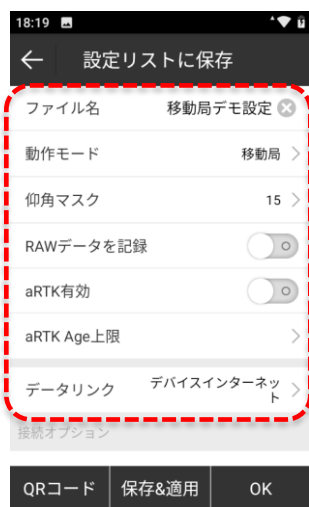 18:19
設定リストに保存
ファイル名 移動局デモ設定
動作モード 移動局
仰角マスク 15
RAWデータを記録
aRTK有効
aRTK Age上限
データリンク デバイスインターネッ
ト
接続オプション
QRコード 保存&適用 OK